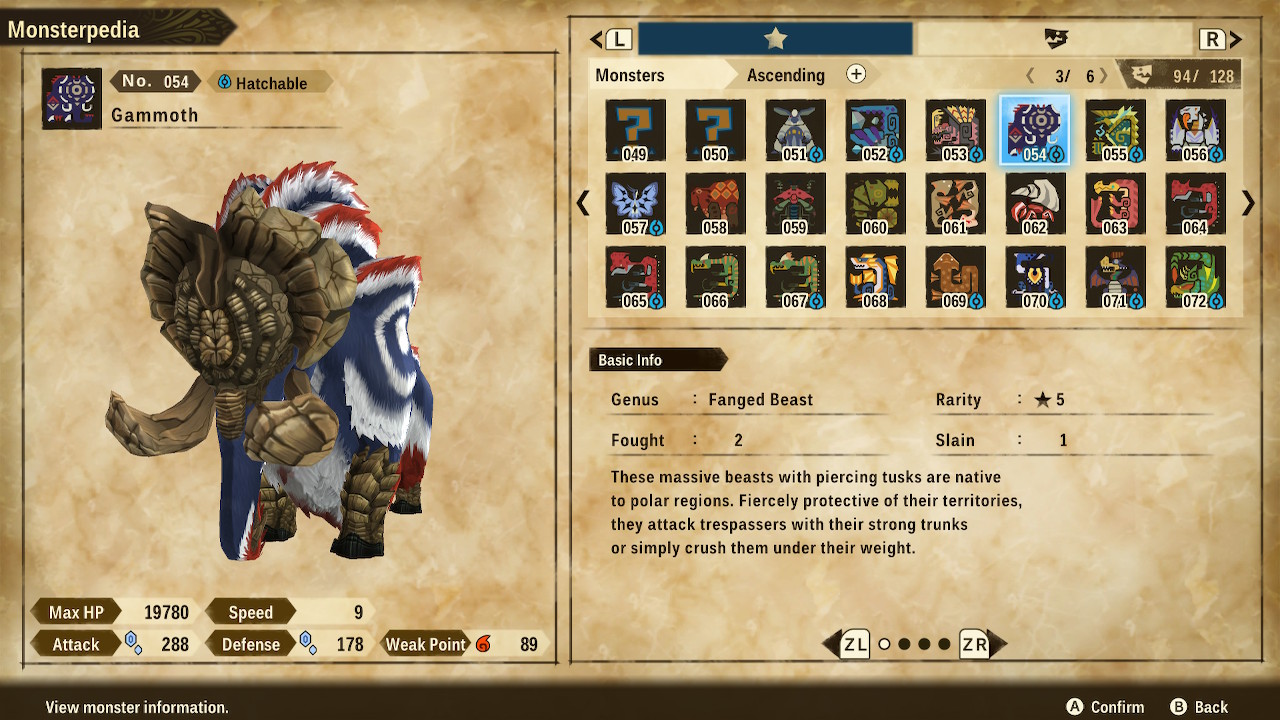 Monsterpedia
No. 054
Hatchable
Gammoth
L
R
Monsters
Ascending
3/ 6
94/ 128
049 050 051 052 053 054 055 056
057 058 059 060 061 062 063 064
065 066 067 068 069 070 071 072
Basic Info
Genus : Fanged Beast
Rarity : ★ 5
Fought : 2
Slain : 1
These massive beasts with piercing tusks are native
to polar regions. Fiercely protective of their territories,
they attack trespassers with their strong trunks
or simply crush them under their weight.
Max HP 19780 Speed 9
Attack 288 Defense 178 Weak Point 89
ZL ZR
View monster information.
A Confirm B Back